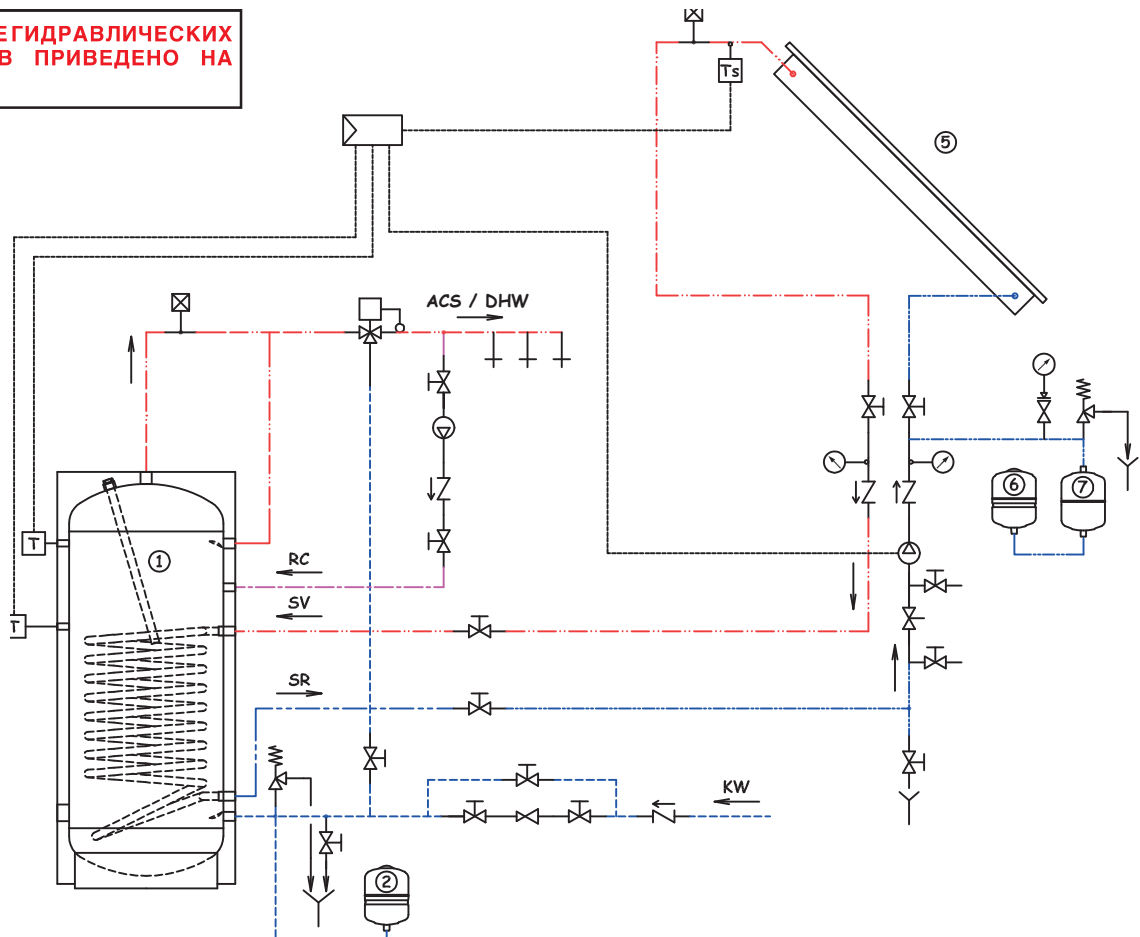 ЕГИДРАВЛИЧЕСКИХ
В ПРИВЕДЕНО НА
Ts
5
ACS / DHW
6
7
T
1
RC
T
SV
SR
KW
2